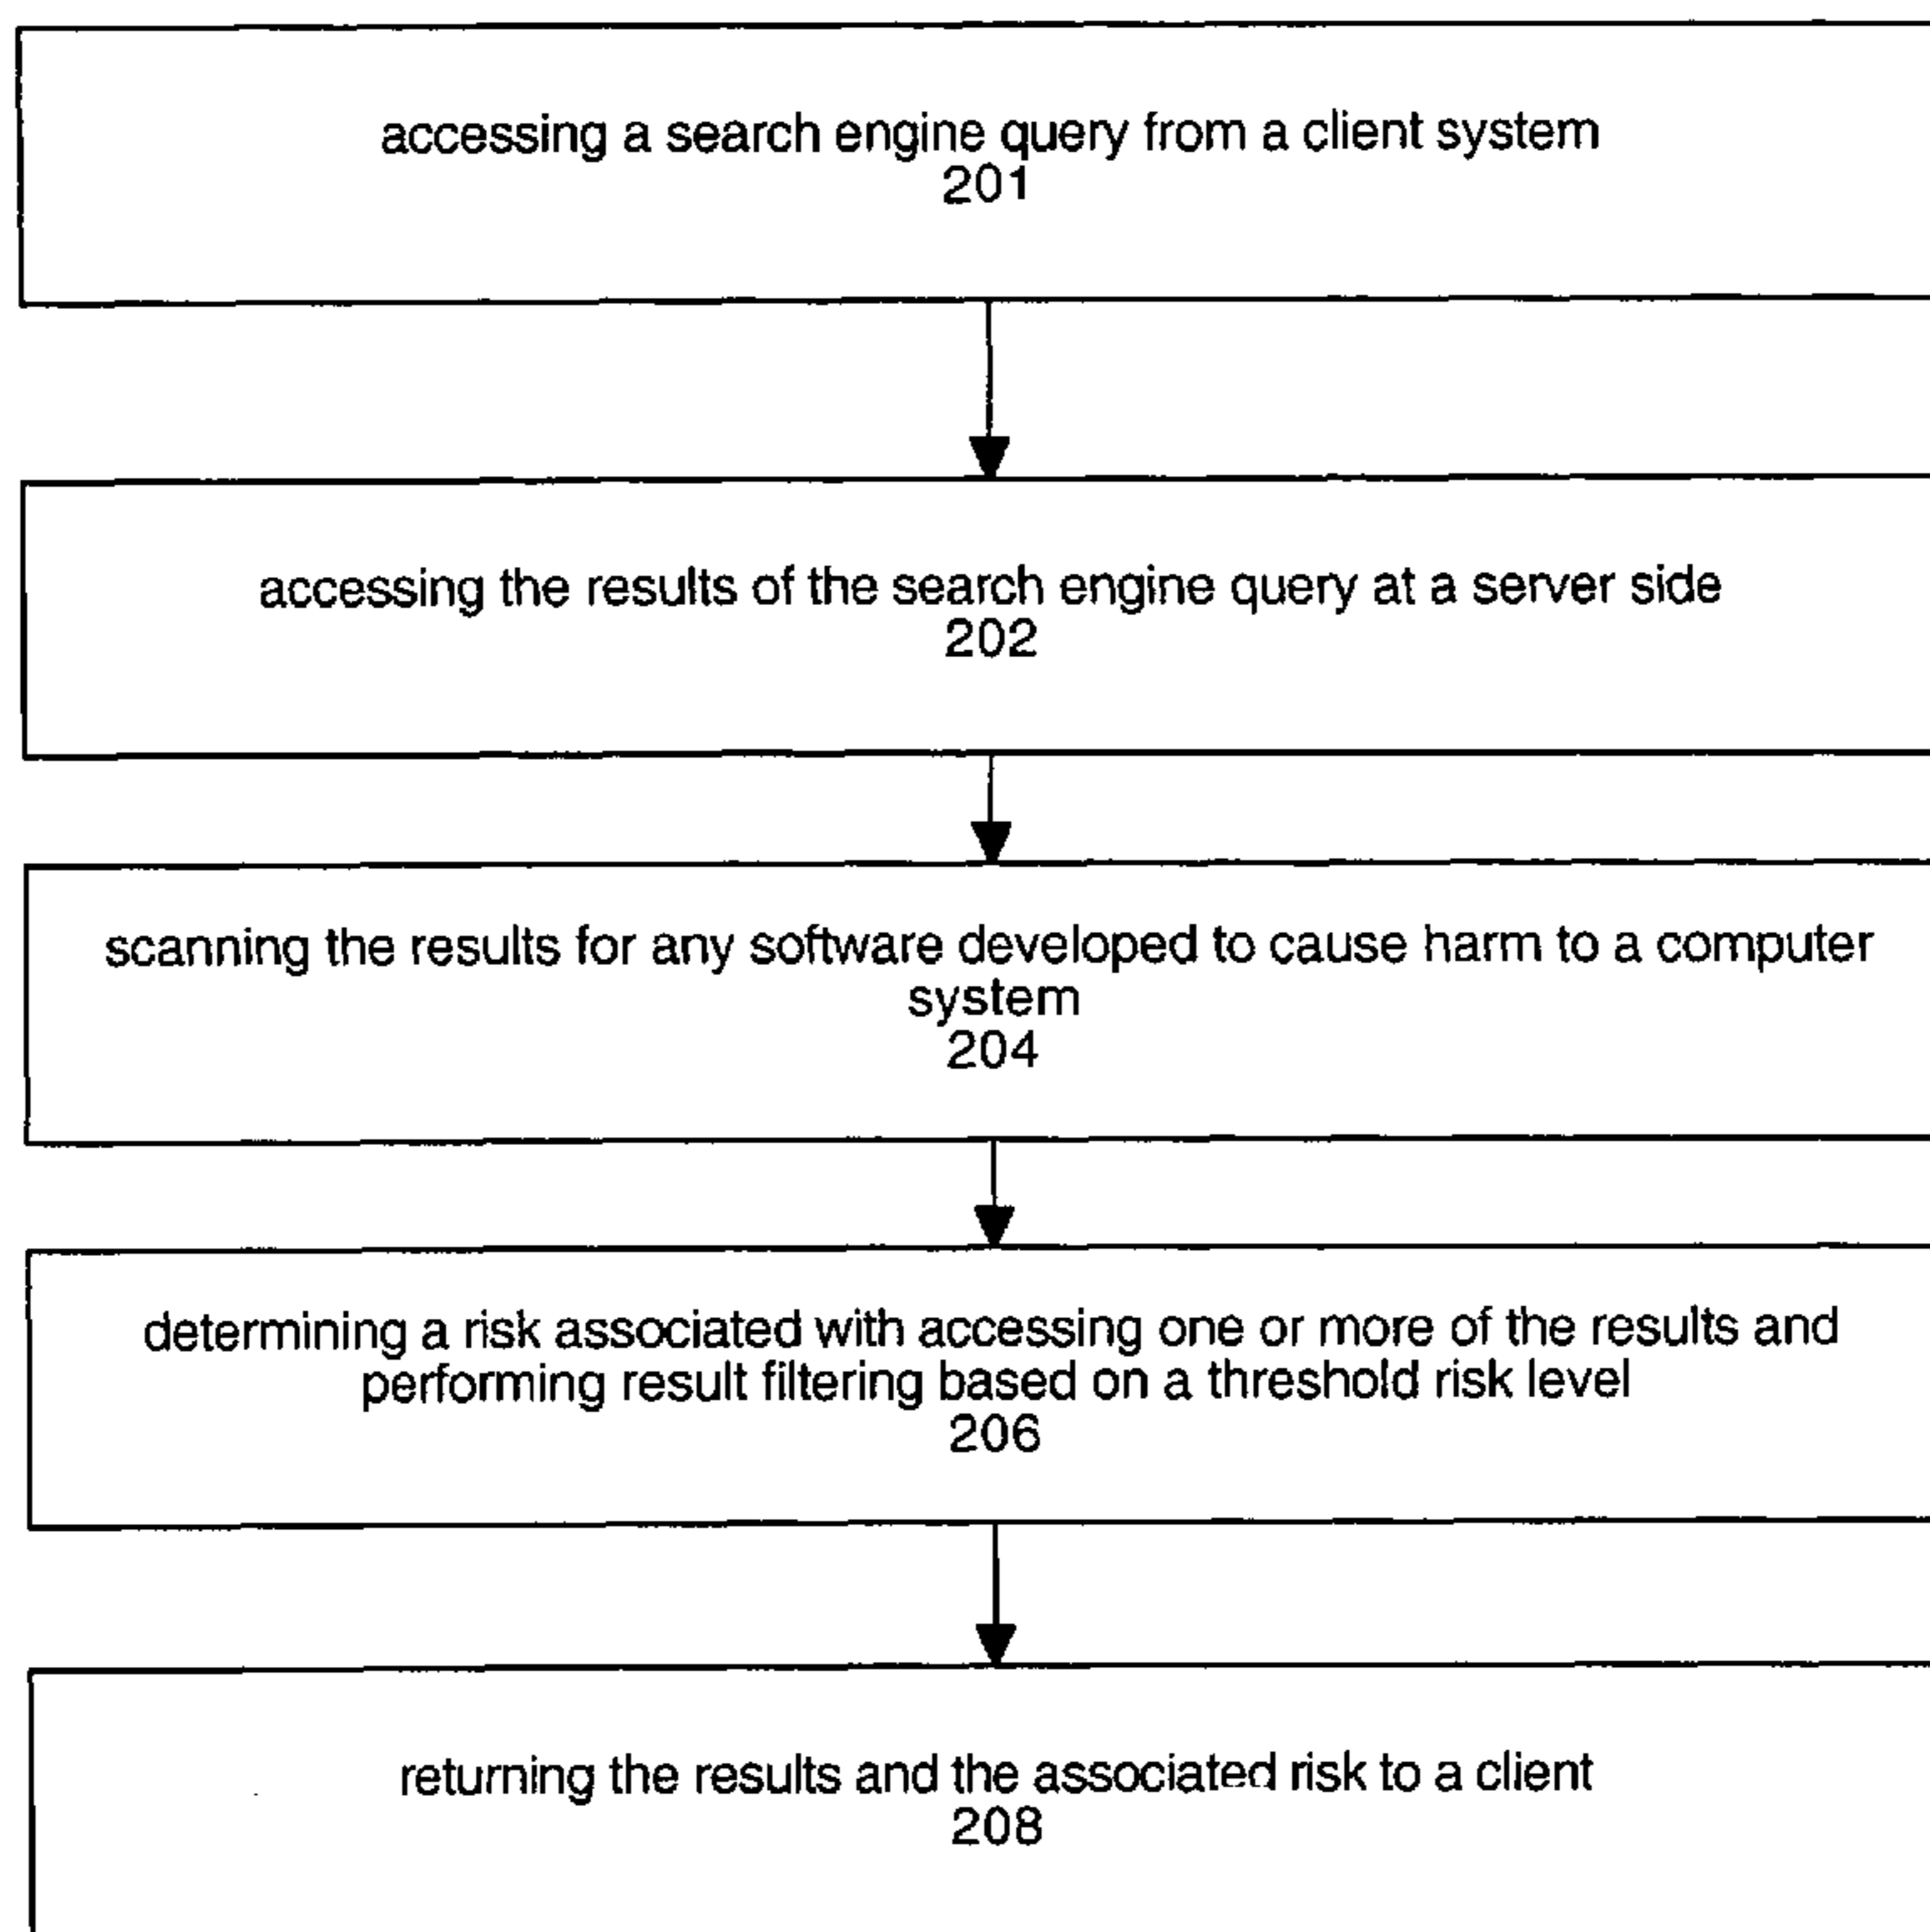 accessing a search engine query from a client system
201
accessing the results of the search engine query at a server side
202
scanning the results for any software developed to cause harm to a computer
system
204
determining a risk associated with accessing one or more of the results and
performing result filtering based on a threshold risk level
206
returning the results and the associated risk to a client
208